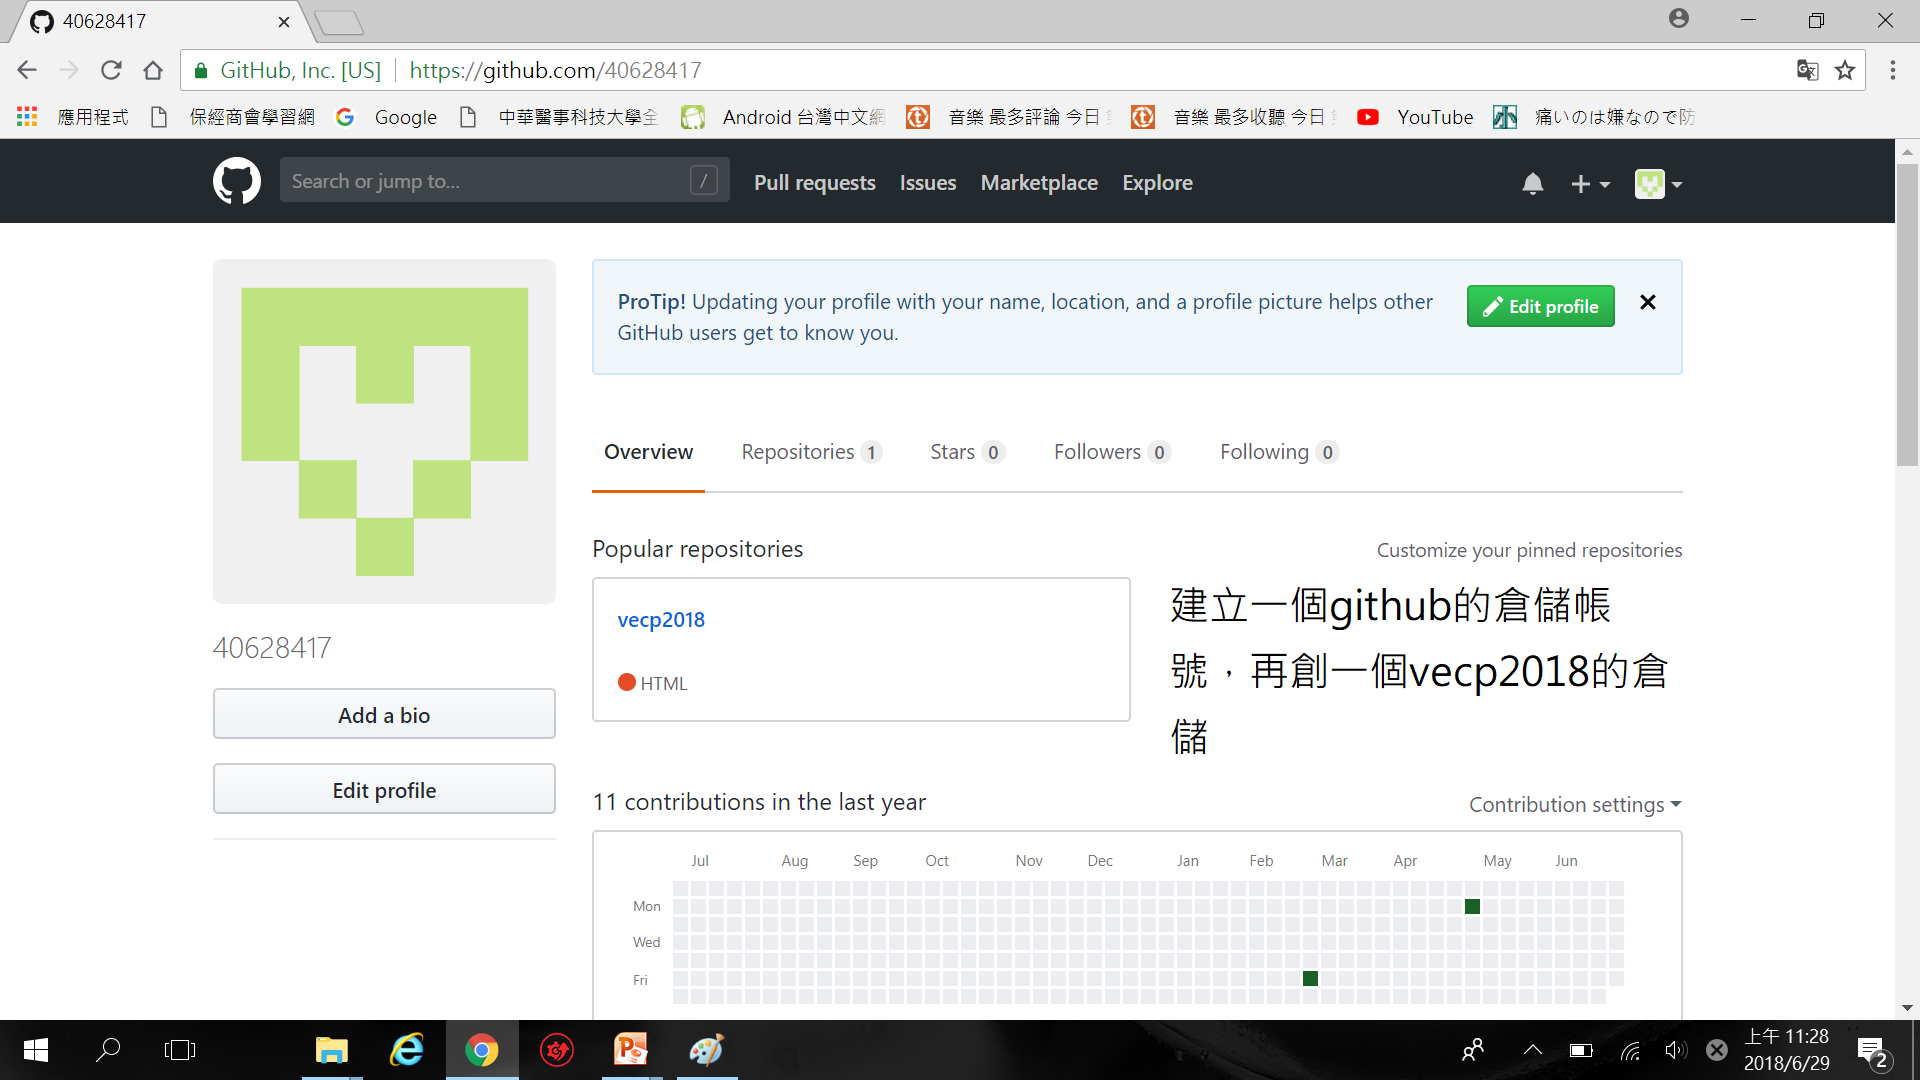 40628417
GitHub, Inc. [US] https://github.com/40628417
應用程式 保經商會學習網 Google 中華醫事科技大學全 Android 台灣中文網 音樂 最多評論 今日 音樂 最多收聽 今日 YouTube 痛いのは嫌なので防
Search or jump to... / Pull requests Issues Marketplace Explore
ProTip! Updating your profile with your name, location, and a profile picture helps other
GitHub users get to know you.
Edit profile
Overview Repositories 1 Stars 0 Followers 0 Following 0
Popular repositories Customize your pinned repositories
vecp2018
HTML
建立一個github的倉儲帳
號，再創一個vecp2018的倉
儲
40628417
Add a bio
Edit profile
11 contributions in the last year Contribution settings
Jul Aug Sep Oct Nov Dec Jan Feb Mar Apr May Jun
Mon
Wed
Fri
上午 11:28
2018/6/29
2